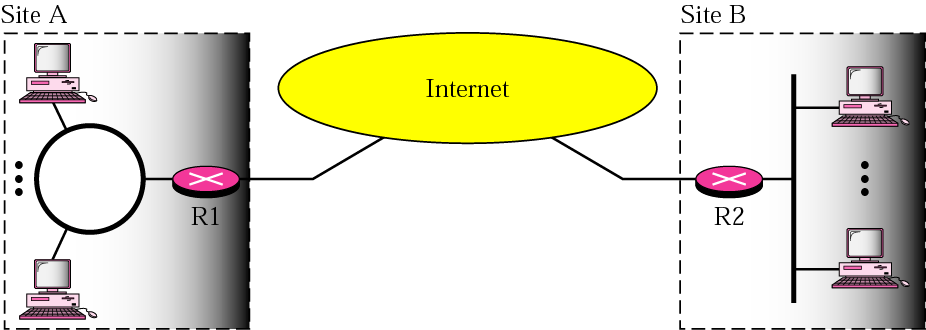 Site A
Site B
Internet
R1
R2